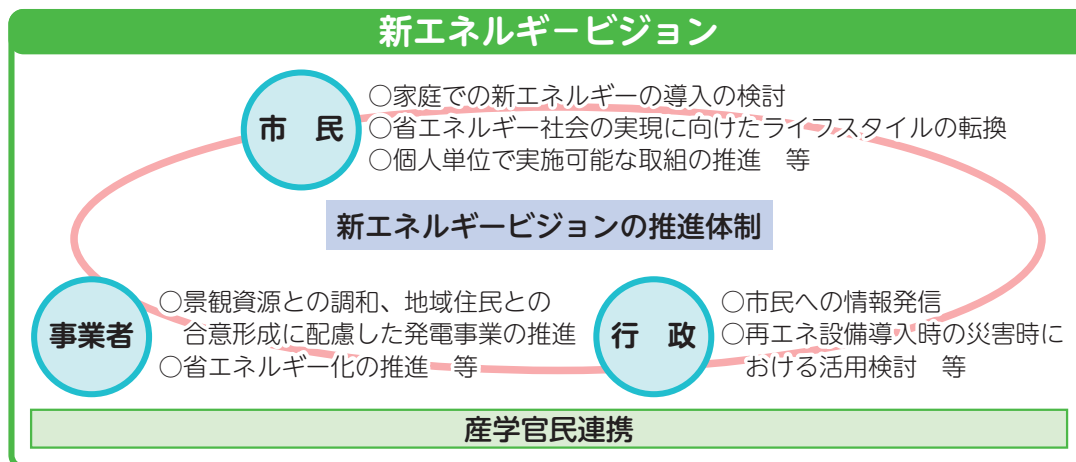 新エネルギービジョン
市　民
○家庭での新エネルギーの導入の検討
○省エネルギー社会の実現に向けたライフスタイルの転換
○個人単位で実施可能な取組の推進　等
新エネルギービジョンの推進体制
事業者
○景観資源との調和、地域住民との
合意形成に配慮した発電事業の推進
○省エネルギー化の推進　等
行　政
○市民への情報発信
○再エネ設備導入時の災害時に
おける活用検討　等
産学官民連携